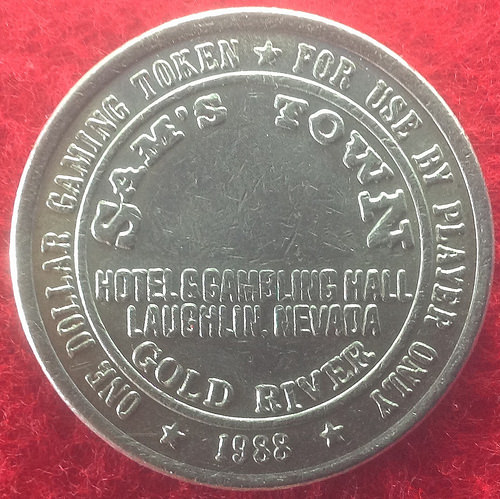 ONE DOLLAR GAMING TOKEN ★ FOR USE BY PLAYER ONLY
★ 1988 ★
SAM'S TOWN
HOTEL & GAMBLING HALL
LAUGHLIN, NEVADA
GOLD RIVER